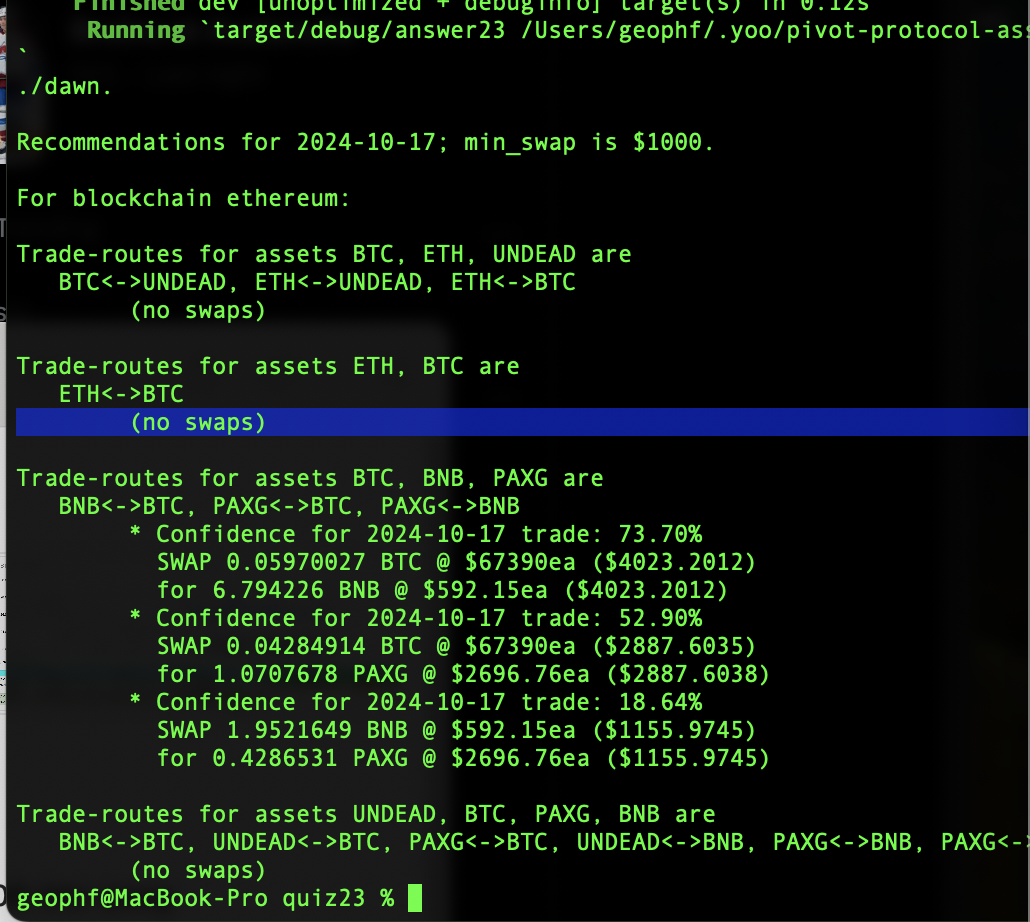 Finished dev [unoptimized + debuginfo] target(s) in 0.12s
Running `target/debug/answer23 /Users/geophf/.yoo/pivot-protocol-ass
`
./dawn.
Recommendations for 2024-10-17; min_swap is $1000.
For blockchain ethereum:
Trade-routes for assets BTC, ETH, UNDEAD are
BTC<->UNDEAD, ETH<->UNDEAD, ETH<->BTC
(no swaps)
Trade-routes for assets ETH, BTC are
ETH<->BTC
(no swaps)
Trade-routes for assets BTC, BNB, PAXG are
BNB<->BTC, PAXG<->BTC, PAXG<->BNB
* Confidence for 2024-10-17 trade: 73.70%
SWAP 0.05970027 BTC @ $67390ea ($4023.2012)
for 6.794226 BNB @ $592.15ea ($4023.2012)
* Confidence for 2024-10-17 trade: 52.90%
SWAP 0.04284914 BTC @ $67390ea ($2887.6035)
for 1.0707678 PAXG @ $2696.76ea ($2887.6038)
* Confidence for 2024-10-17 trade: 18.64%
SWAP 1.9521649 BNB @ $592.15ea ($1155.9745)
for 0.4286531 PAXG @ $2696.76ea ($1155.9745)
Trade-routes for assets UNDEAD, BTC, PAXG, BNB are
BNB<->BTC, UNDEAD<->BTC, PAXG<->BTC, UNDEAD<->BNB, PAXG<->BNB, PAXG<->
(no swaps)
geophf@MacBook-Pro quiz23 %